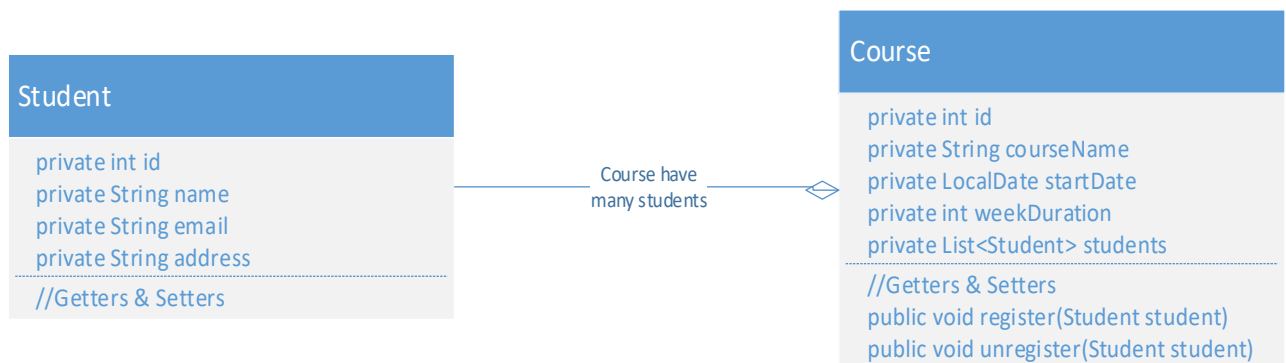 Student
private int id
private String name
private String email
private String address
//Getters & Setters
Course have
many students
Course
private int id
private String courseName
private LocalDate startDate
private int weekDuration
private List<Student> students
//Getters & Setters
public void register(Student student)
public void unregister(Student student)